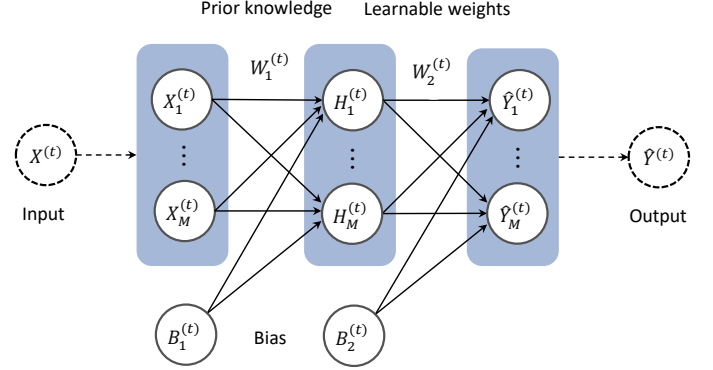 Prior knowledge Learnable weights
W_1^{(t)} W_2^{(t)}
X_1^{(t)} H_1^{(t)} Ŷ_1^{(t)}
X^{(t)} ⋮ ⋮ ⋮ Ŷ^{(t)}
Input X_M^{(t)} H_M^{(t)} Ŷ_M^{(t)} Output
B_1^{(t)} Bias B_2^{(t)}